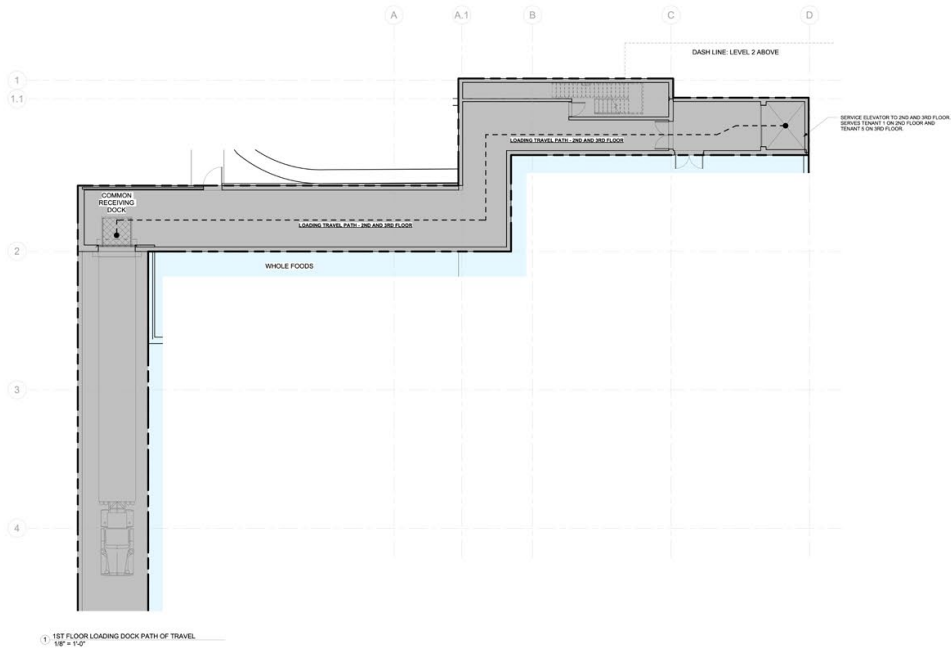 A
A.1
B
C
D
DASH LINE: LEVEL 2 ABOVE
1
1.1
SERVICE ELEVATOR TO 2ND AND 3RD FLOOR.
SERVES TENANT 1 ON 2ND FLOOR AND
TENANT 5 ON 3RD FLOOR.
LOADING TRAVEL PATH - 2ND AND 3RD FLOOR
COMMON
RECEIVING
DOCK
LOADING TRAVEL PATH - 2ND AND 3RD FLOOR
2
WHOLE FOODS
3
4
1 1ST FLOOR LOADING DOCK PATH OF TRAVEL
1/8" = 1'-0"